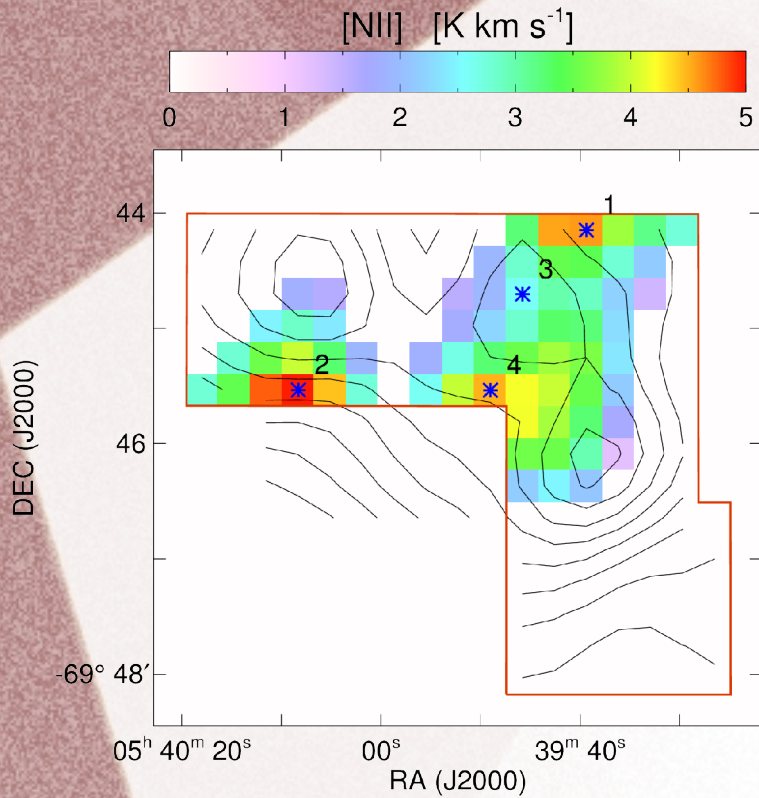 [NII] [K km s⁻¹]
0 1 2 3 4 5
1
44
3
2
4
46
DEC (J2000)
-69° 48′
05ʰ 40ᵐ 20ˢ 00ˢ 39ᵐ 40ˢ
RA (J2000)